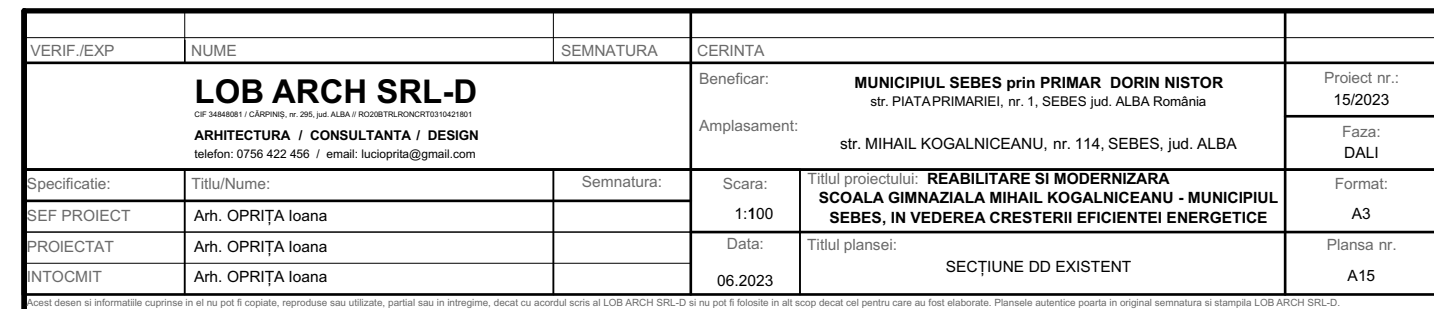 VERIF./EXP NUME SEMNATURA CERINTA
LOB ARCH SRL-D
CIF 34848081 / CĂRPINIȘ, nr. 295, jud. ALBA // RO20BTRLRONCRT0310421801
ARHITECTURA / CONSULTANTA / DESIGN
telefon: 0756 422 456 / email: lucioprita@gmail.com
Beneficar: MUNICIPIUL SEBES prin PRIMAR DORIN NISTOR
str. PIATA PRIMARIEI, nr. 1, SEBES jud. ALBA România
Amplasament:
str. MIHAIL KOGALNICEANU, nr. 114, SEBES, jud. ALBA
Proiect nr.:
15/2023
Faza:
DALI
Specificatie: Titlu/Nume: Semnatura:
SEF PROIECT Arh. OPRIȚA Ioana
PROIECTAT Arh. OPRIȚA Ioana
INTOCMIT Arh. OPRIȚA Ioana
Scara:
1:100
Titlul proiectului: REABILITARE SI MODERNIZARA
SCOALA GIMNAZIALA MIHAIL KOGALNICEANU - MUNICIPIUL
SEBES, IN VEDEREA CRESTERII EFICIENTEI ENERGETICE
Format:
A3
Data:
06.2023
Titlul plansei:
SECȚIUNE DD EXISTENT
Plansa nr.
A15
Acest desen si informatiile cuprinse in el nu pot fi copiate, reproduse sau utilizate, partial sau in intregime, decat cu acordul scris al LOB ARCH SRL-D si nu pot fi folosite in alt scop decat cel pentru care au fost elaborate. Plansele autentice poarta in original semnatura si stampila LOB ARCH SRL-D.